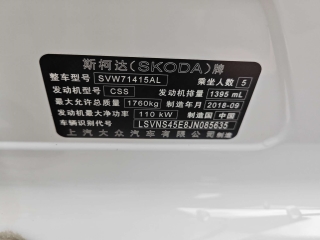 斯柯达(SKODA)牌
整车型号 SVW71415AL 乘坐人数 5
发动机型号 CSS 发动机排量 1395 mL
最大允许总质量 1760kg 制造年月 2018-09
发动机最大净功率 110 kW 制造国 中国
车辆识别代号 LSVNS45E8JN085635
上汽大众汽车有限公司 制造